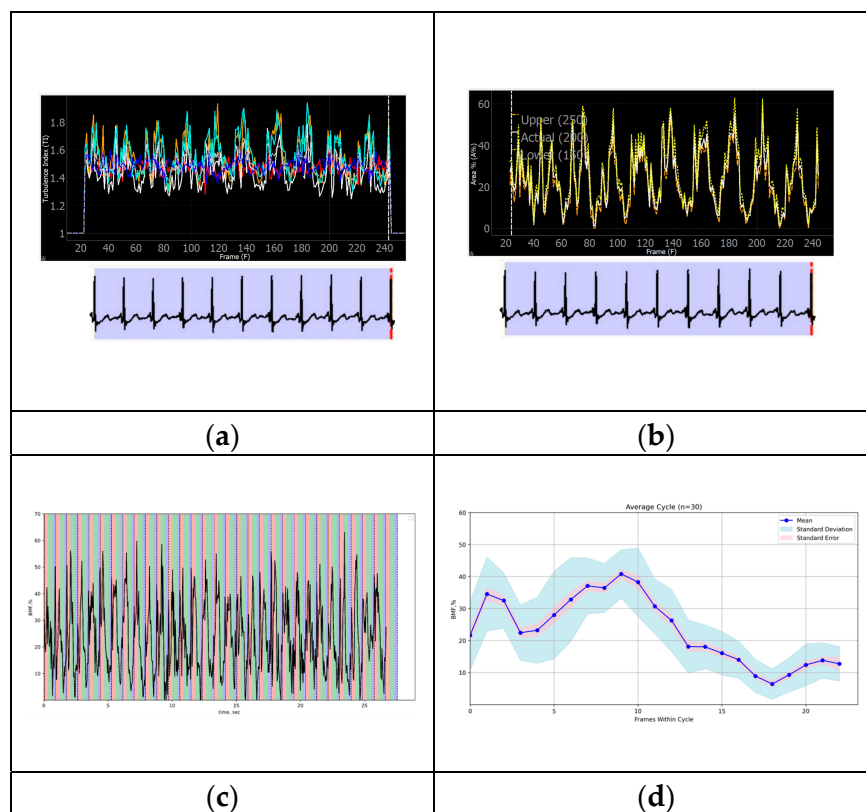 1.8
1.6
1.4
1.2
1
Turbulence Index (TI)
20 40 60 80 100 120 140 160 180 200 220 240
Frame (F)
(a)
60
40
20
0
Area % (A%)
Upper (250)
Actual (200)
Lower (150)
20 40 60 80 100 120 140 160 180 200 220 240
Frame (F)
(b)
70
60
50
40
30
20
10
BMF,%
0 5 10 15 20 25
time, sec
(c)
Average Cycle (n=30)
Mean
Standard Deviation
Standard Error
60
50
40
30
20
10
BMF,%
0 5 10 15 20
Frames Within Cycle
(d)